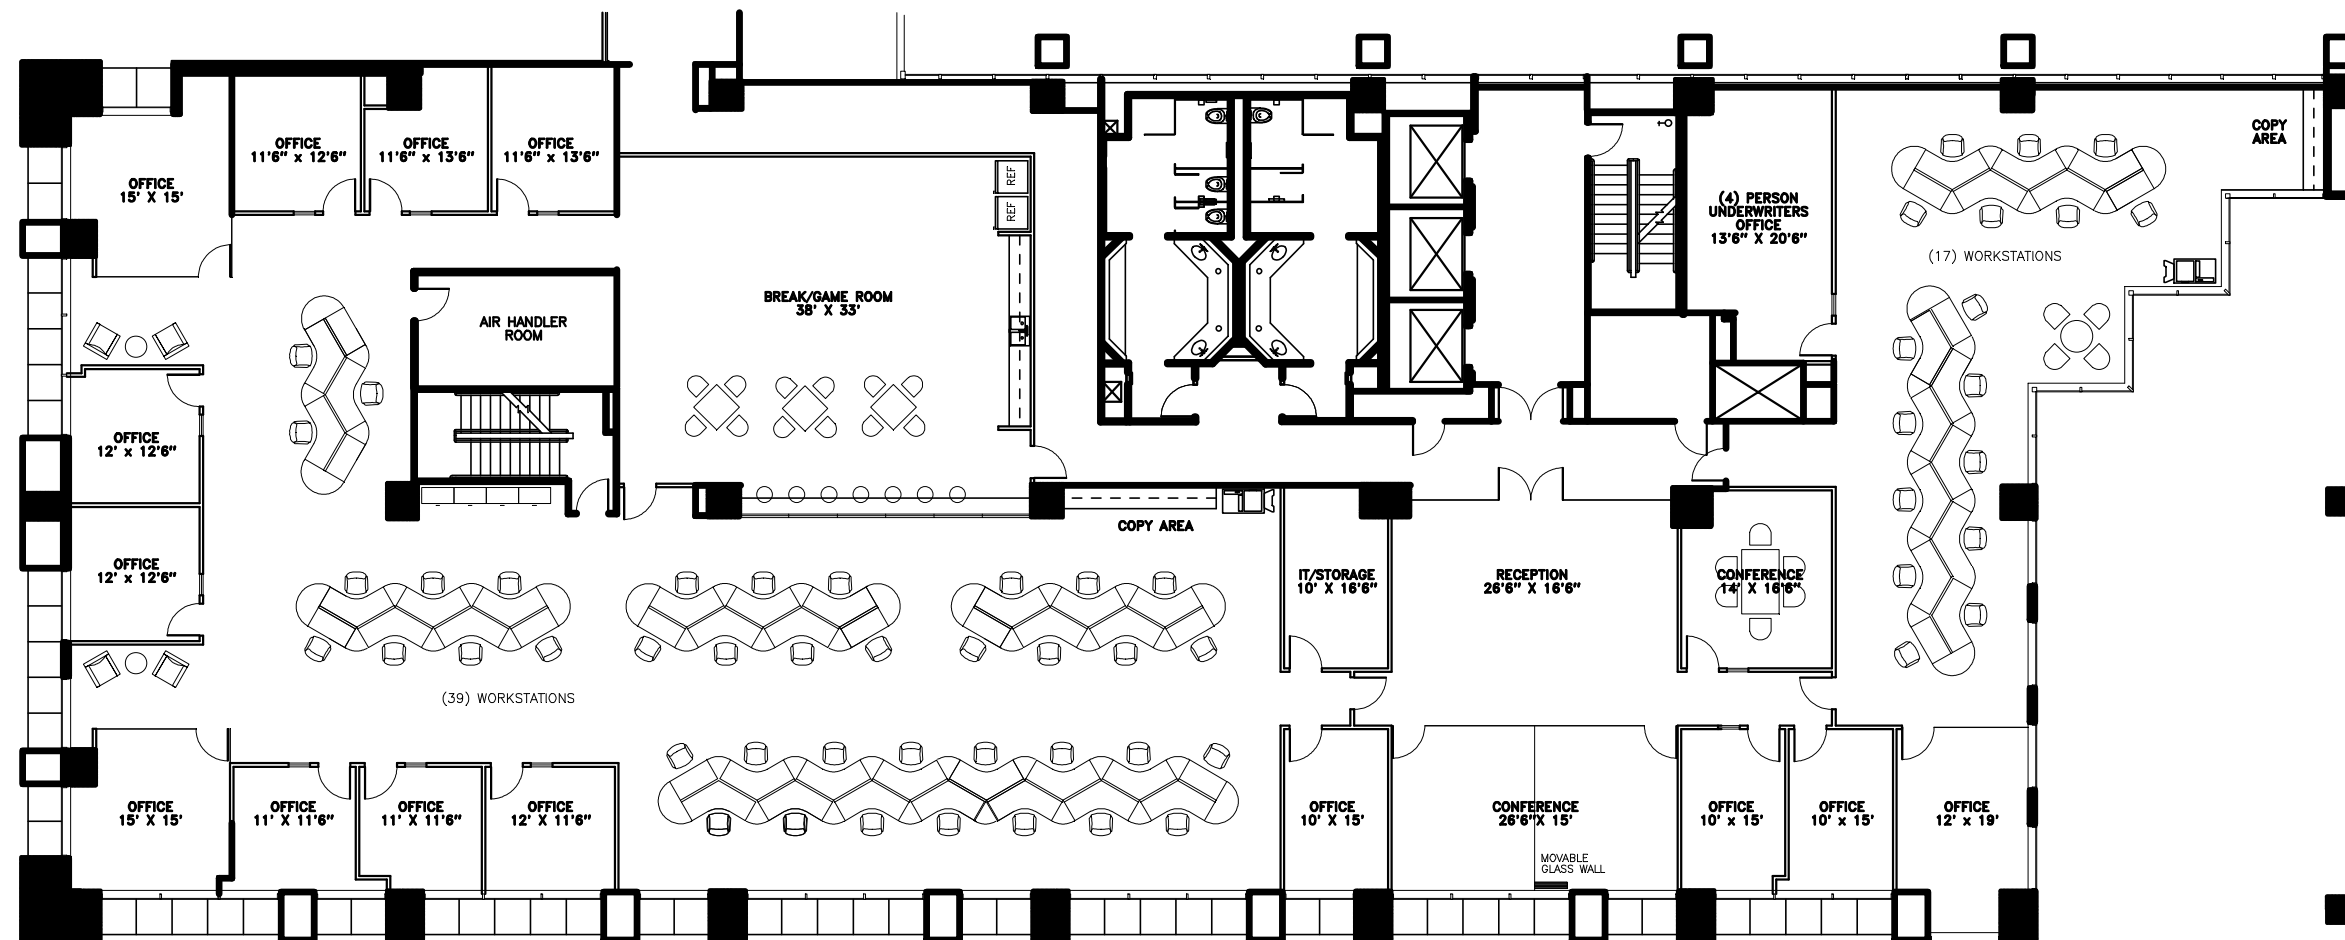 OFFICE
11'6" x 12'6"
OFFICE
11'6" x 13'6"
OFFICE
11'6" x 13'6"
OFFICE
15' X 15'
REF
REF
COPY
AREA
(4) PERSON
UNDERWRITERS
OFFICE
13'6" X 20'6"
(17) WORKSTATIONS
BREAK/GAME ROOM
38' X 33'
AIR HANDLER
ROOM
OFFICE
12' x 12'6"
OFFICE
12' x 12'6"
COPY AREA
IT/STORAGE
10' X 16'6"
RECEPTION
26'6" X 16'6"
CONFERENCE
14' X 16'6"
(39) WORKSTATIONS
OFFICE
15' X 15'
OFFICE
11' X 11'6"
OFFICE
11' X 11'6"
OFFICE
12' X 11'6"
OFFICE
10' X 15'
CONFERENCE
26'6"X 15'
MOVABLE
GLASS WALL
OFFICE
10' x 15'
OFFICE
10' x 15'
OFFICE
12' x 19'